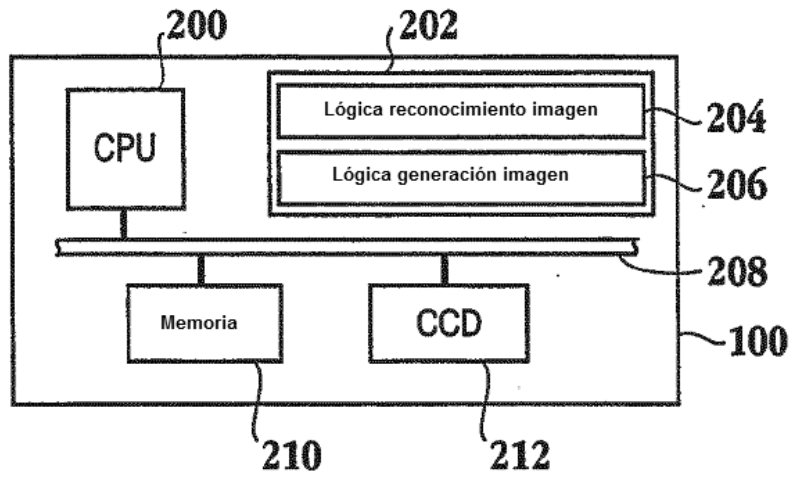 200
202
CPU
Lógica reconocimiento imagen
204
Lógica generación imagen
206
208
Memoria
CCD
100
210
212